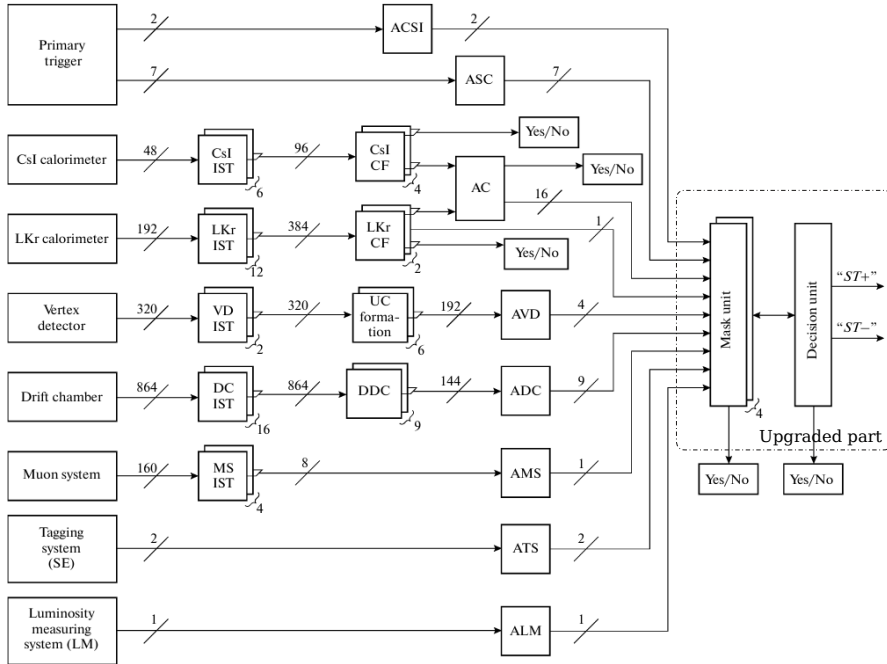 Primary
trigger
2
ACSI
2
7
ASC
7
CsI calorimeter
48
CsI
IST
6
96
CsI
CF
4
Yes/No
AC
Yes/No
16
LKr calorimeter
192
LKr
IST
12
384
LKr
CF
2
Yes/No
1
Vertex
detector
320
VD
IST
2
320
UC
forma-
tion
6
192
AVD
4
Drift chamber
864
DC
IST
16
864
DDC
9
144
ADC
9
Muon system
160
MS
IST
4
8
AMS
1
Tagging
system
(SE)
2
ATS
2
Luminosity
measuring
system (LM)
1
ALM
1
Mask unit
4
Decision unit
“ST+”
“ST−”
Upgraded part
Yes/No
Yes/No